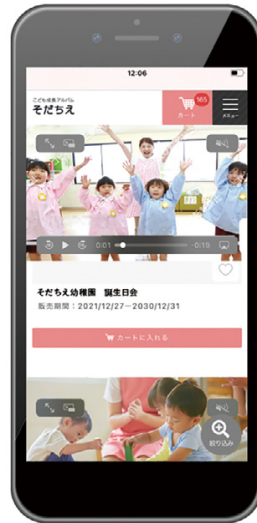 12:06
こども成長アルバム
そだちえ
165
カート
メニュー
0:01
-0:19
そだちえ幼稚園 誕生日会
販売期間：2021/12/27－2030/12/31
カートに入れる
絞り込み